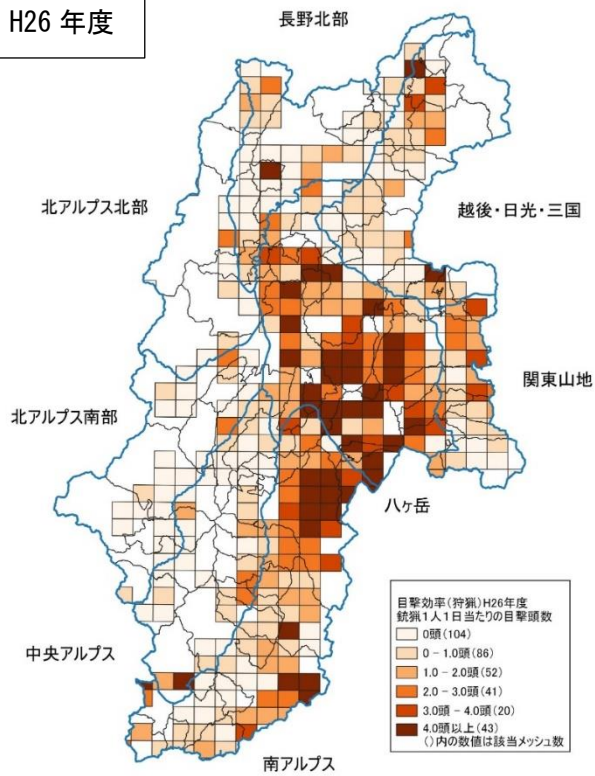 H26 年度
長野北部
北アルプス北部
越後・日光・三国
関東山地
北アルプス南部
八ヶ岳
中央アルプス
南アルプス
目撃効率(狩猟)H26年度
銃猟1人1日当たりの目撃頭数
0頭(104)
0 - 1.0頭(86)
1.0 - 2.0頭(52)
2.0 - 3.0頭(41)
3.0頭 - 4.0頭(20)
4.0頭以上(43)
()内の数値は該当メッシュ数